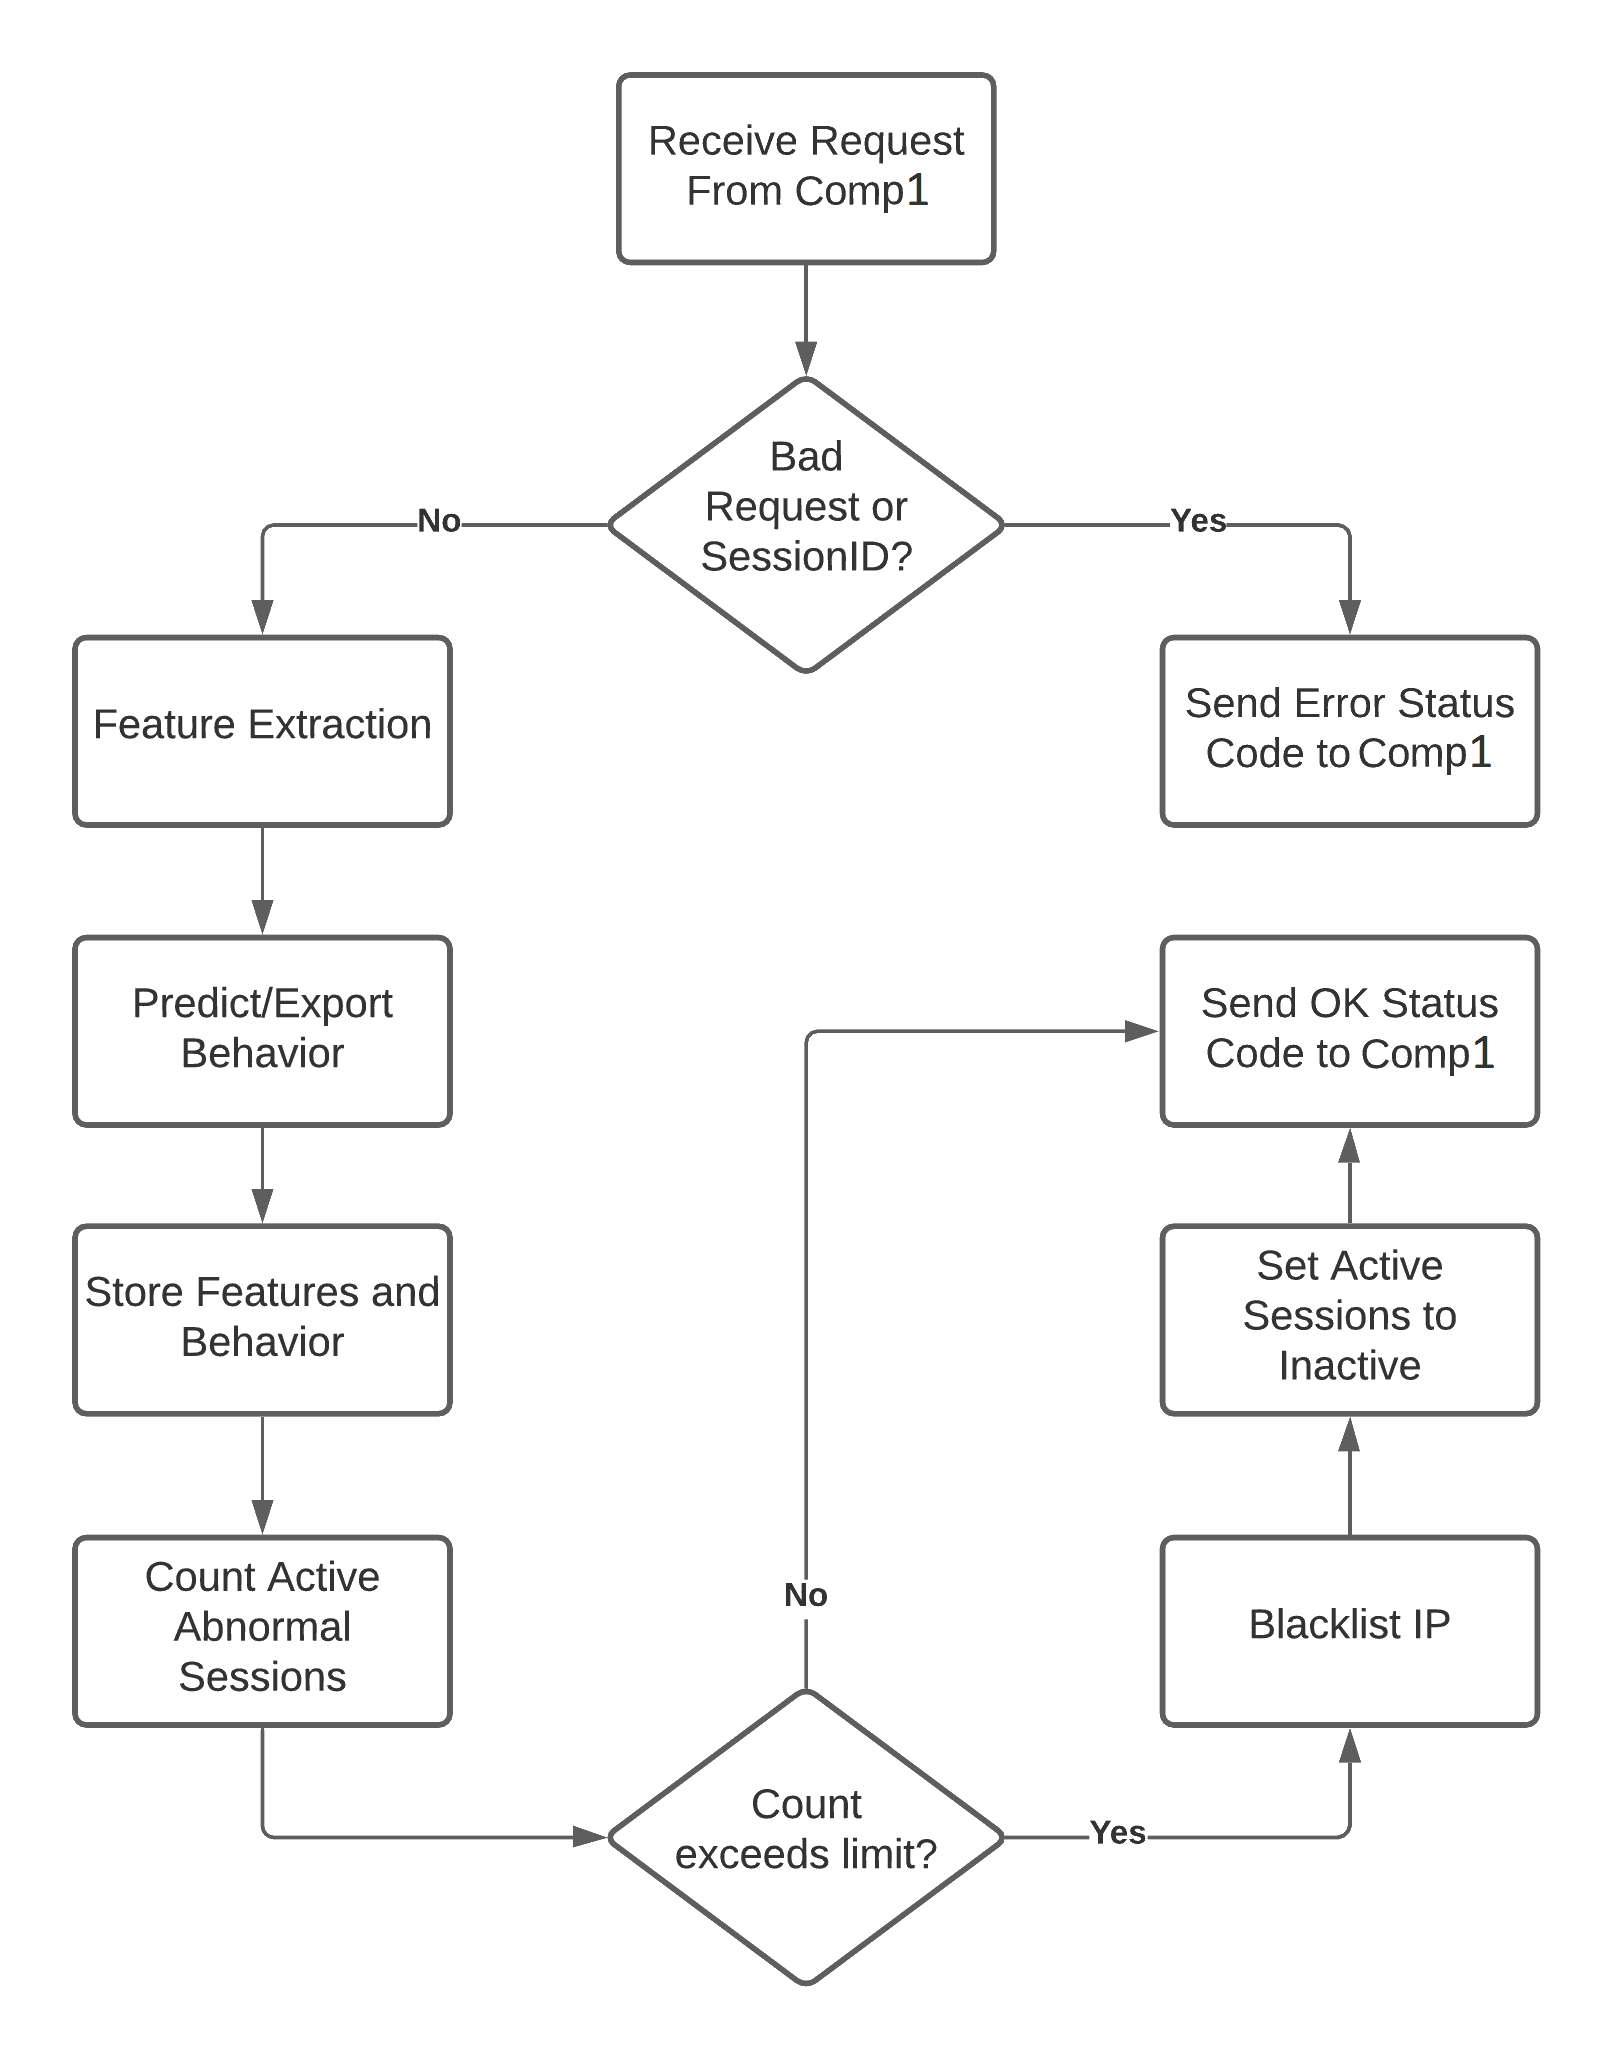 Receive Request
From Comp1
Bad
Request or
SessionID?
No
Yes
Feature Extraction
Send Error Status
Code to Comp1
Predict/Export
Behavior
Send OK Status
Code to Comp1
Store Features and
Behavior
Set Active
Sessions to
Inactive
Count Active
Abnormal
Sessions
No
Blacklist IP
Count
exceeds limit?
Yes